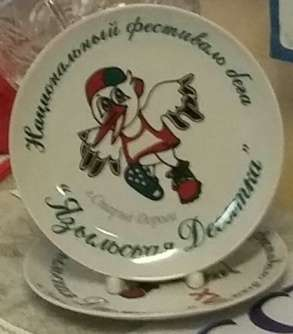 Национальный фестиваль бега
г. Старые Дороги
"Языльская Десятка"